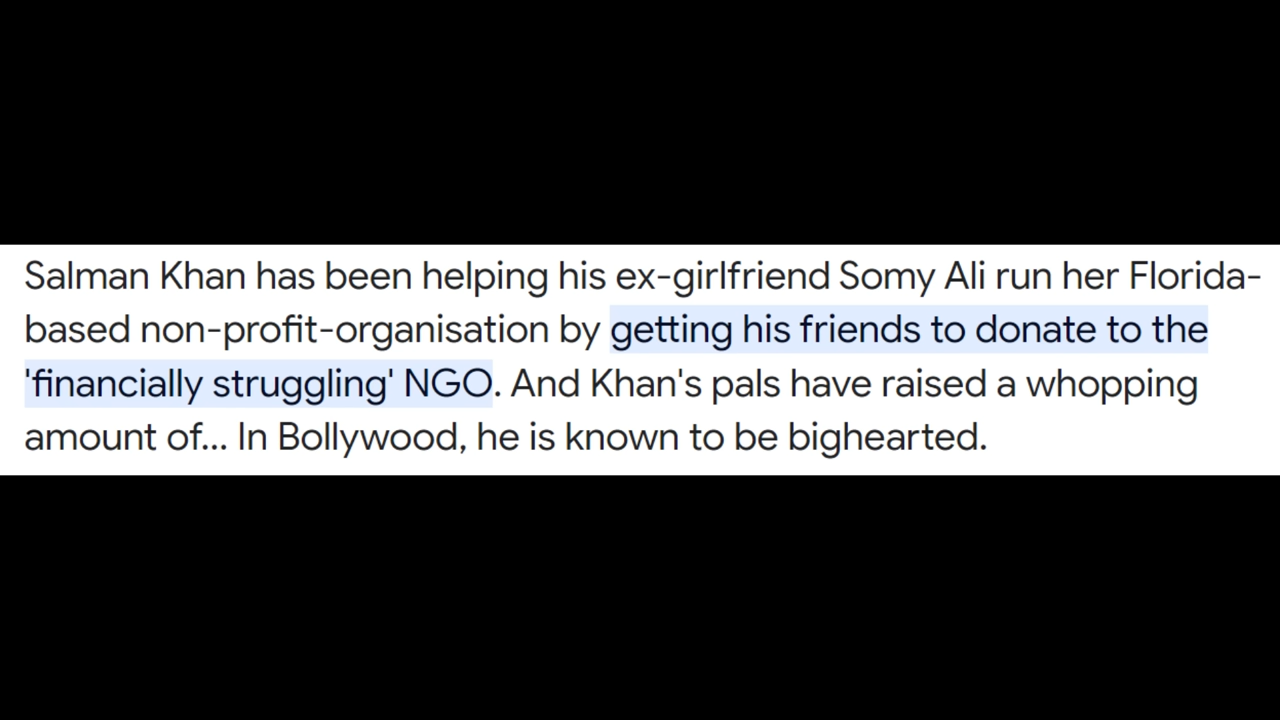 Salman Khan has been helping his ex-girlfriend Somy Ali run her Florida-
based non-profit-organisation by getting his friends to donate to the
'financially struggling' NGO. And Khan's pals have raised a whopping
amount of... In Bollywood, he is known to be bighearted.